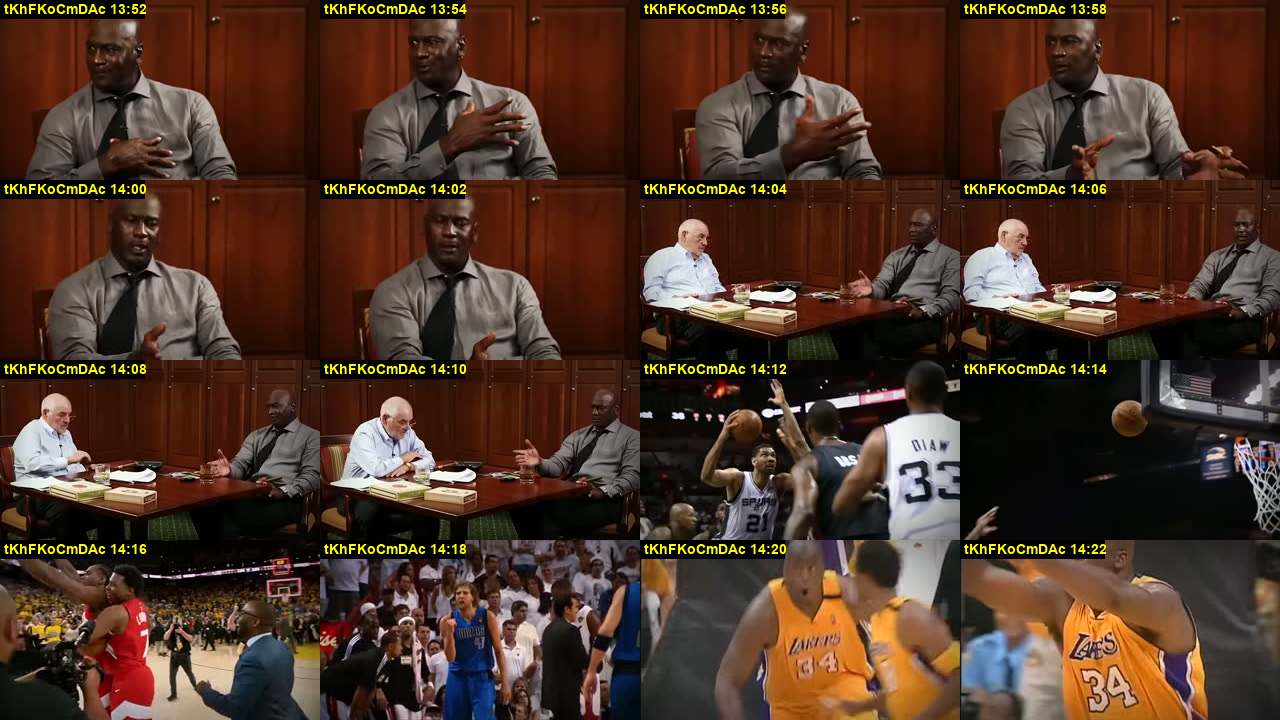 tKhFKoCmDAc 13:52
tKhFKoCmDAc 13:54
tKhFKoCmDAc 13:56
tKhFKoCmDAc 13:58
tKhFKoCmDAc 14:00
tKhFKoCmDAc 14:02
tKhFKoCmDAc 14:04
tKhFKoCmDAc 14:06
tKhFKoCmDAc 14:08
tKhFKoCmDAc 14:10
tKhFKoCmDAc 14:12
SPURS
21
DIAW
33
tKhFKoCmDAc 14:14
tKhFKoCmDAc 14:16
tKhFKoCmDAc 14:18
41
tKhFKoCmDAc 14:20
LAKERS
34
tKhFKoCmDAc 14:22
LAKERS
34